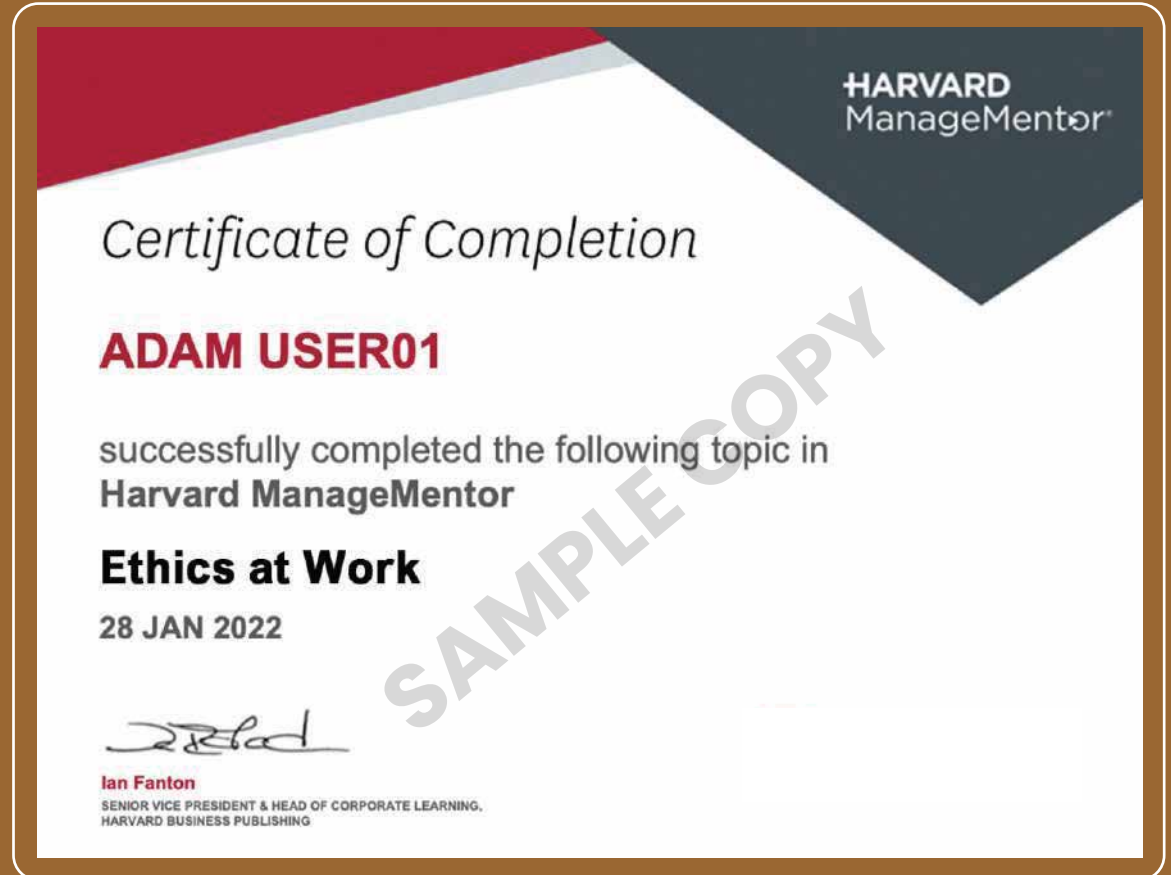 HARVARD
ManageMentor®
Certificate of Completion
ADAM USER01
successfully completed the following topic in
Harvard ManageMentor
Ethics at Work
28 JAN 2022
SAMPLE COPY
Ian Fanton
SENIOR VICE PRESIDENT & HEAD OF CORPORATE LEARNING,
HARVARD BUSINESS PUBLISHING